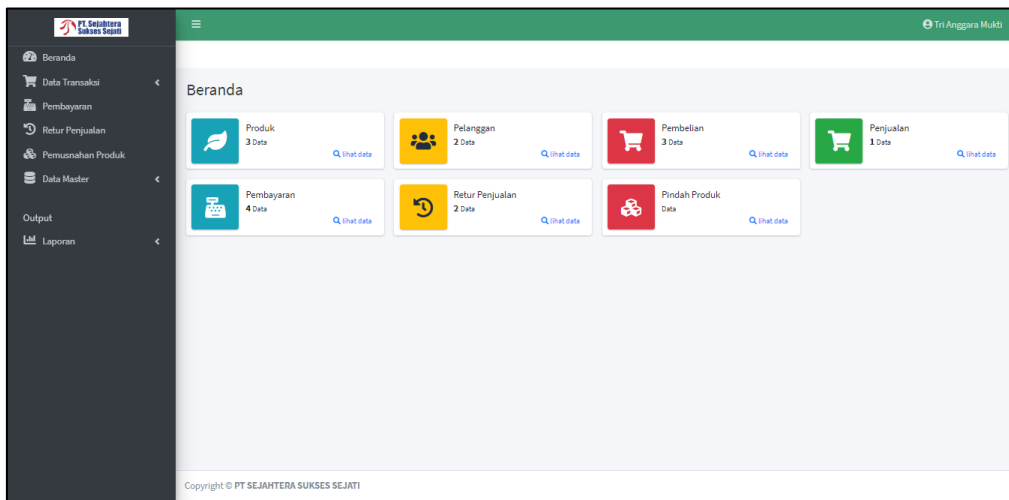 PT. Sejahtera
Sukses Sejati
Tri Anggara Mukti
Beranda
Data Transaksi
Pembayaran
Retur Penjualan
Pemusnahan Produk
Data Master
Output
Laporan
Beranda
Produk
3 Data
lihat data
Pelanggan
2 Data
lihat data
Pembelian
3 Data
lihat data
Penjualan
1 Data
lihat data
Pembayaran
4 Data
lihat data
Retur Penjualan
2 Data
lihat data
Pindah Produk
Data
lihat data
Copyright © PT SEJAHTERA SUKSES SEJATI